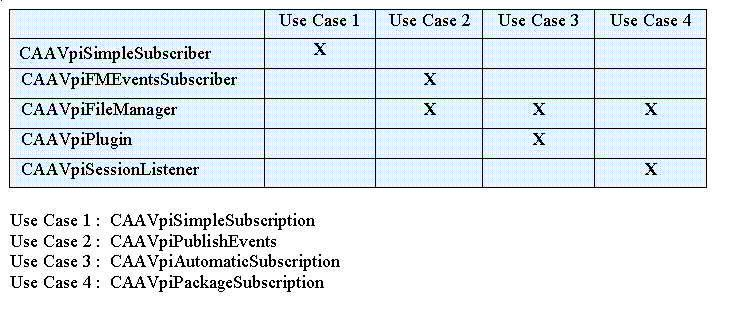 Use Case 1 Use Case 2 Use Case 3 Use Case 4
CAAVpiSimpleSubscriber X
CAAVpiFMEventsSubscriber X
CAAVpiFileManager X X X
CAAVpiPlugin X
CAAVpiSessionListener X
Use Case 1 : CAAVpiSimpleSubscription
Use Case 2 : CAAVpiPublishEvents
Use Case 3 : CAAVpiAutomaticSubscription
Use Case 4 : CAAVpiPackageSubscription